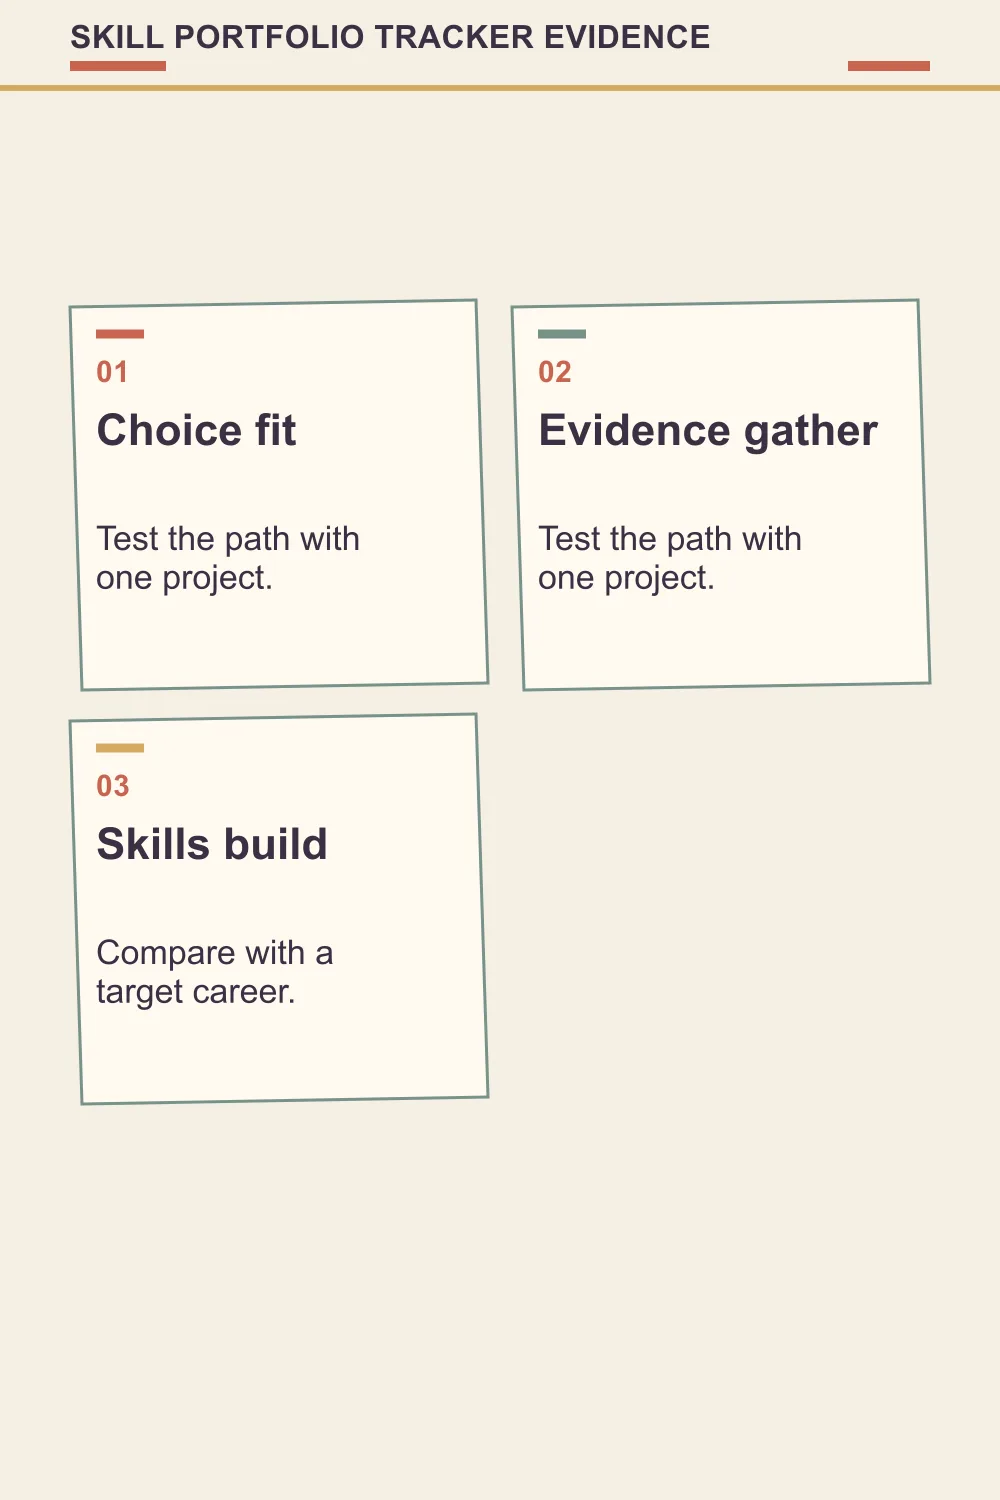 SKILL PORTFOLIO TRACKER EVIDENCE
01
Choice fit
Test the path with
one project.
02
Evidence gather
Test the path with
one project.
03
Skills build
Compare with a
target career.